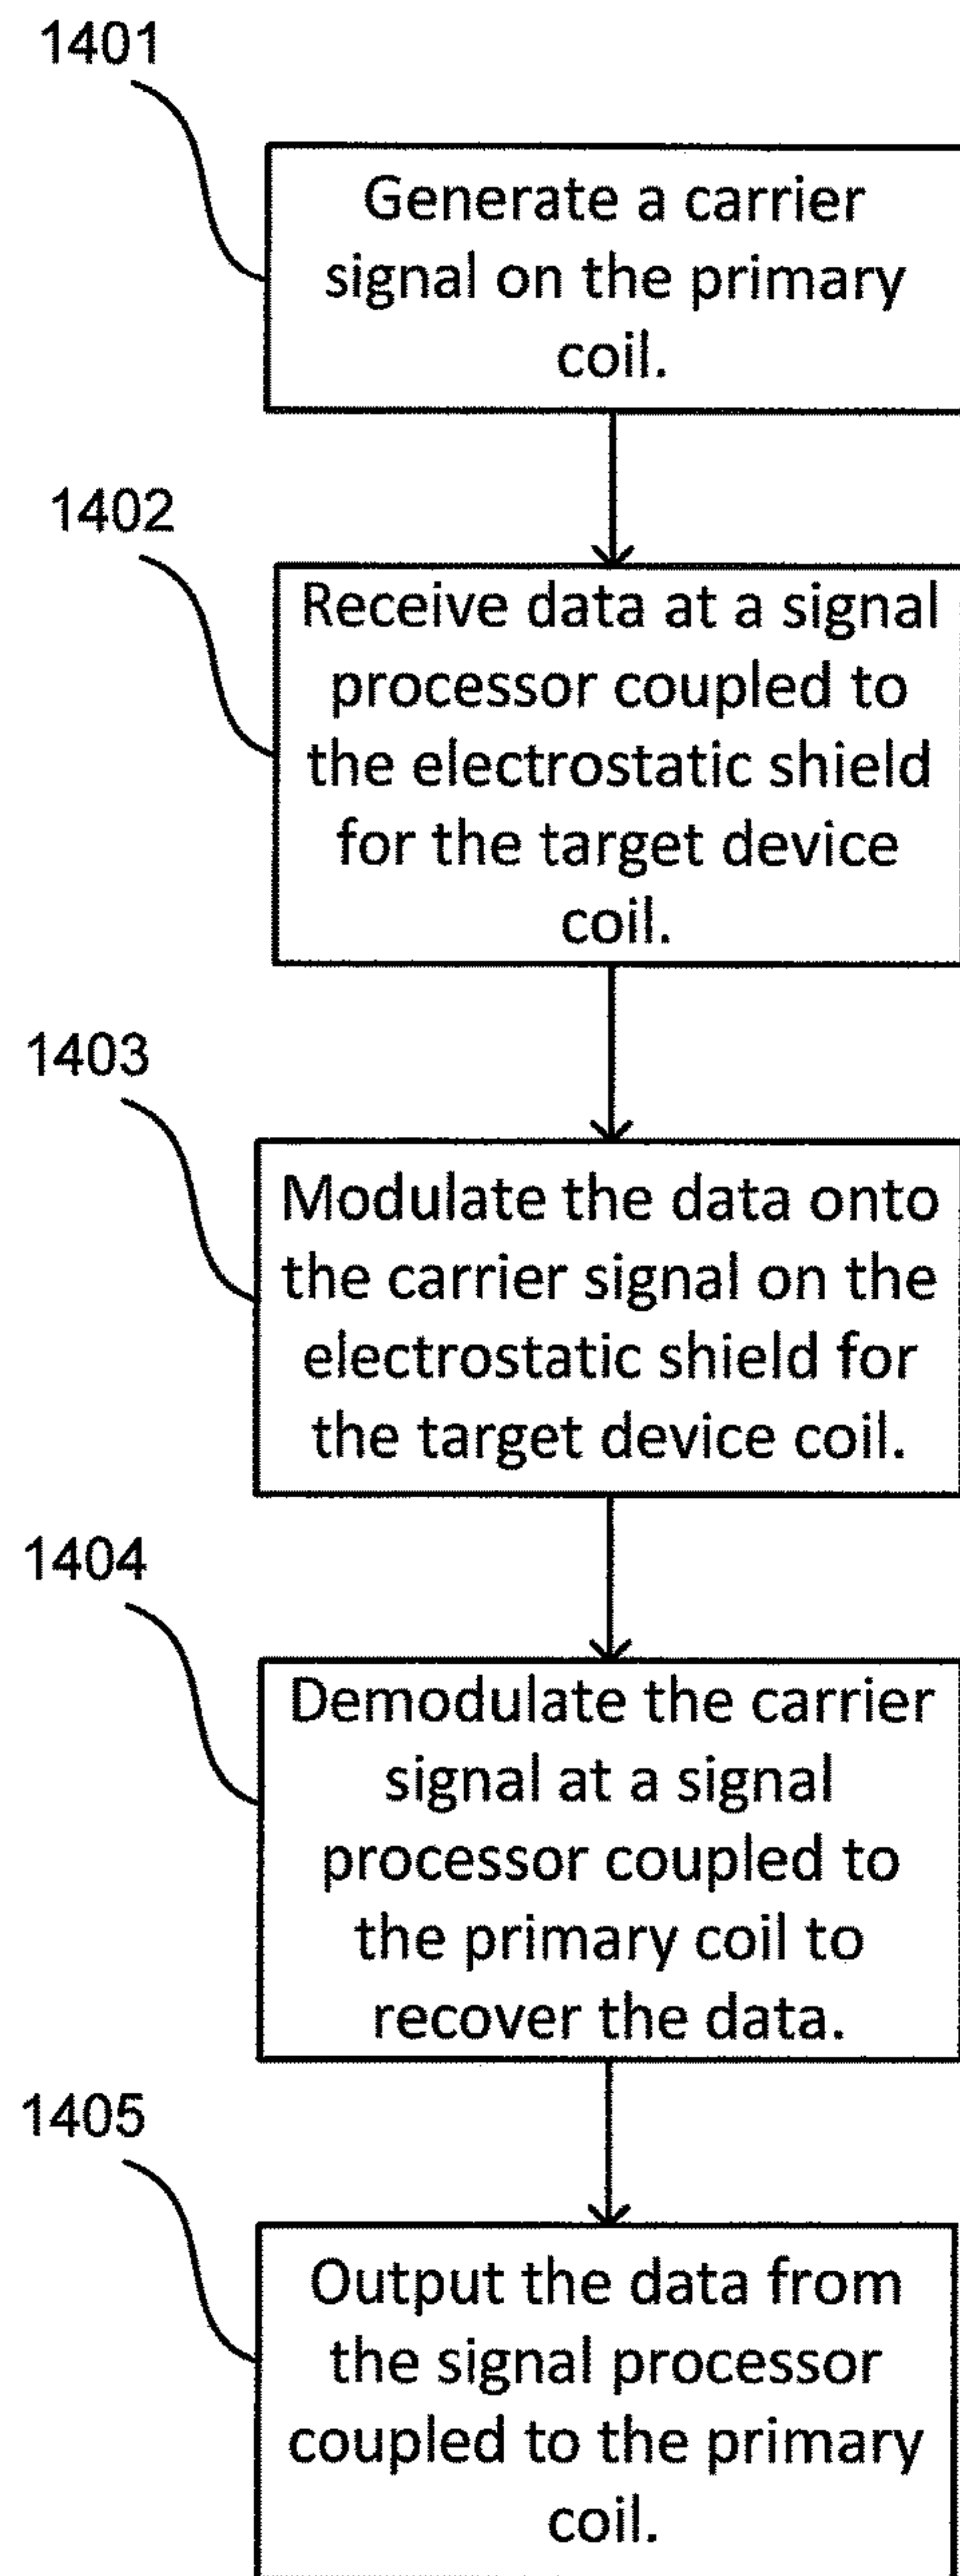 1401
Generate a carrier
signal on the primary
coil.
1402
Receive data at a signal
processor coupled to
the electrostatic shield
for the target device
coil.
1403
Modulate the data onto
the carrier signal on the
electrostatic shield for
the target device coil.
1404
Demodulate the carrier
signal at a signal
processor coupled to
the primary coil to
recover the data.
1405
Output the data from
the signal processor
coupled to the primary
coil.